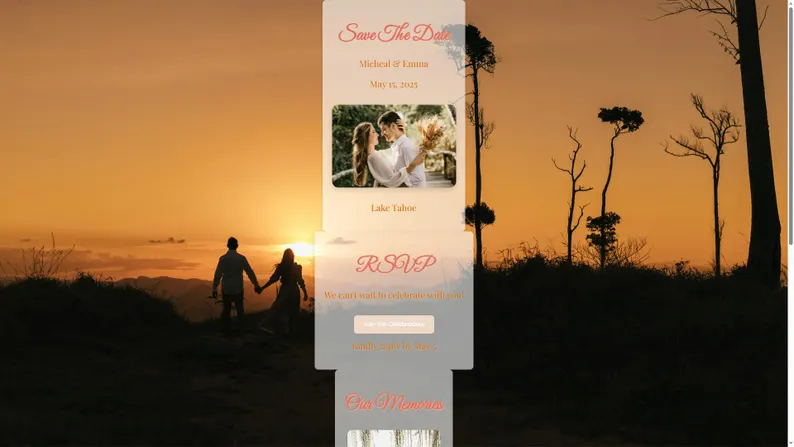 Save The Date
Micheal & Emma
May 15, 2025
Lake Tahoe
RSVP
We can't wait to celebrate with you!
Join the Celebration
Kindly reply by May 5
Our Memories